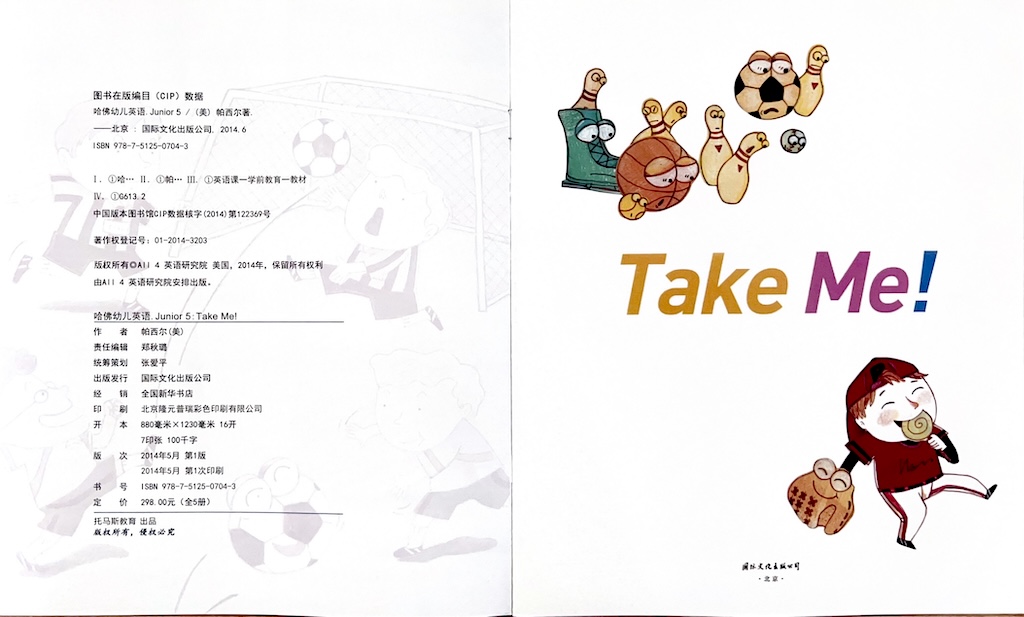 图书在版编目（CIP）数据
哈佛幼儿英语. Junior 5 /（美）帕西尔著.
——北京 : 国际文化出版公司, 2014.6
ISBN 978-7-5125-0704-3
Ⅰ. ①哈… Ⅱ. ①帕… Ⅲ. ①英语课—学前教育—教材
Ⅳ. ①G613.2
中国版本图书馆CIP数据核字(2014)第122369号
著作权登记号: 01-2014-3203
版权所有◎All 4 英语研究院 美国, 2014年, 保留所有权利
由All 4 英语研究院安排出版。
哈佛幼儿英语. Junior 5: Take Me!
作 者 帕西尔(美)
责任编辑 郑秋璐
统筹策划 张爱平
出版发行 国际文化出版公司
经 销 全国新华书店
印 刷 北京隆元普瑞彩色印刷有限公司
开 本 880毫米×1230毫米 16开
7印张 100千字
版 次 2014年5月 第1版
2014年5月 第1次印刷
书 号 ISBN 978-7-5125-0704-3
定 价 298.00元（全5册）
托马斯教育 出品
版权所有, 侵权必究
Take Me!
国际文化出版公司
·北京·